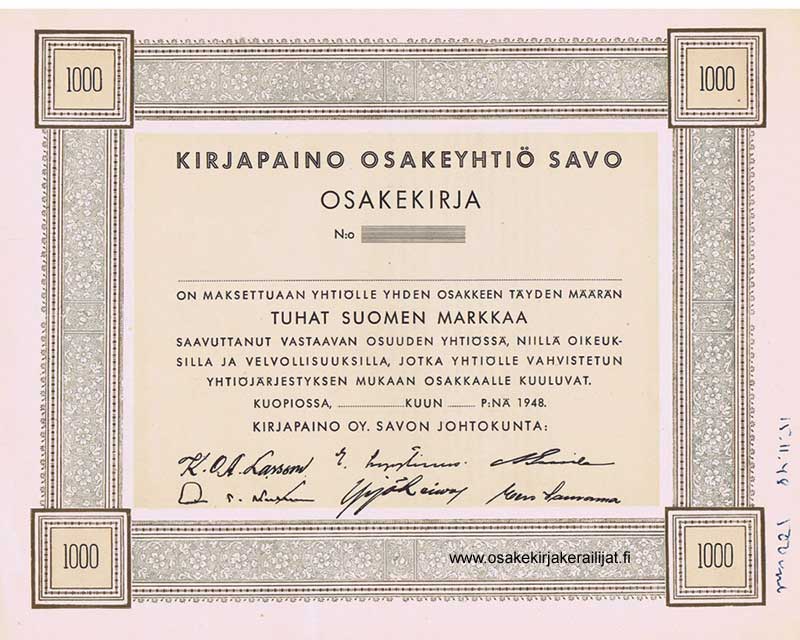 1000
1000
KIRJAPAINO OSAKEYHTIÖ SAVO
OSAKEKIRJA
N:o
ON MAKSETTUAAN YHTIÖLLE YHDEN OSAKKEEN TÄYDEN MÄÄRÄN
TUHAT SUOMEN MARKKAA
SAAVUTTANUT VASTAAVAN OSUUDEN YHTIÖSSÄ, NIILLÄ OIKEUK-
SILLA JA VELVOLLISUUKSILLA, JOTKA YHTIÖLLE VAHVISTETUN
YHTIÖJÄRJESTYKSEN MUKAAN OSAKKAALLE KUULUVAT.
KUOPIOSSA, ................KUUN ........ P:NÄ 1948.
KIRJAPAINO OY. SAVON JOHTOKUNTA:
K. O. A. Larsson
1000
www.osakekirjakerailijat.fi
1000